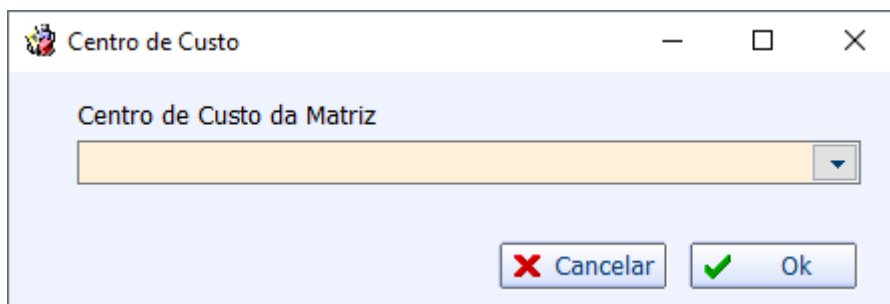 Centro de Custo
Centro de Custo da Matriz
Cancelar Ok